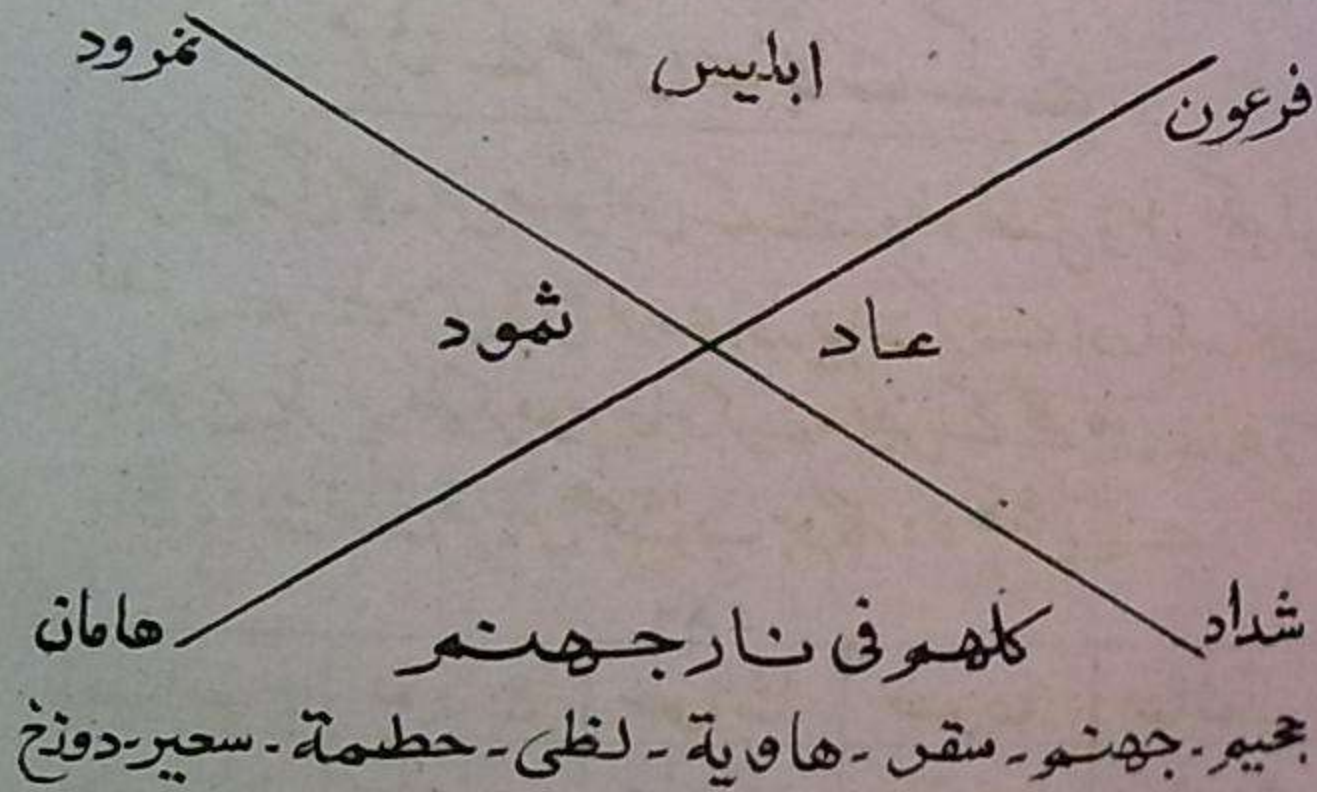 فرعون ابليس نمرود
عاد ثمود
شداد كلهم فى نار جهنم هامان
جحيم - جهنم - سقر - هاوية - لظى - حطمة - سعير - دوزخ